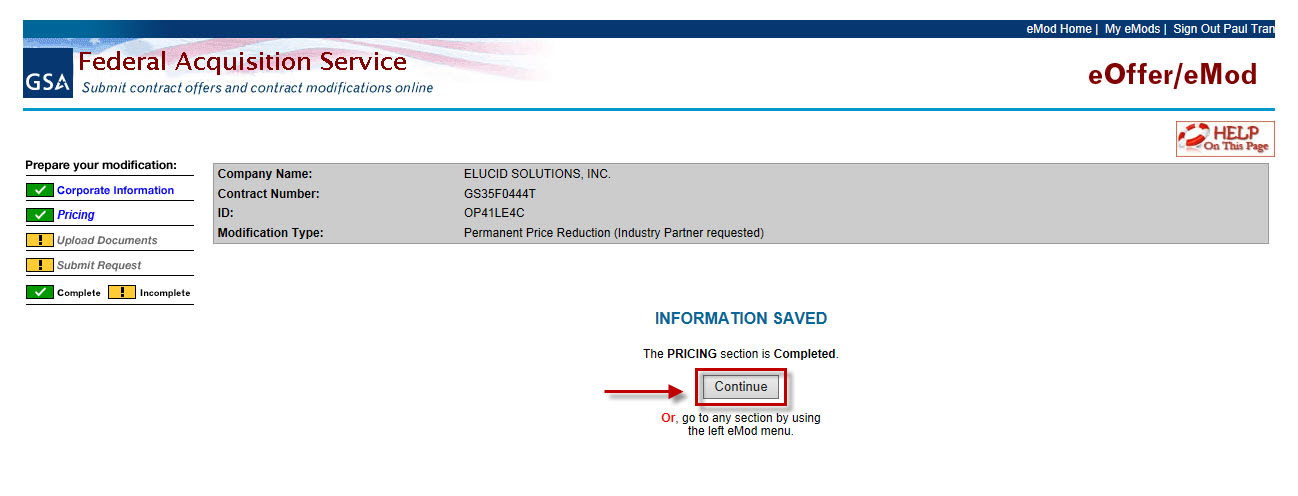 eMod Home | My eMods | Sign Out Paul Tran
GSA
Federal Acquisition Service
Submit contract offers and contract modifications online
eOffer/eMod
HELP
On This Page
Prepare your modification:
Corporate Information
Pricing
! Upload Documents
! Submit Request
Complete ! Incomplete
Company Name: ELUCID SOLUTIONS, INC.
Contract Number: GS35F0444T
ID: OP41LE4C
Modification Type: Permanent Price Reduction (Industry Partner requested)
INFORMATION SAVED
The PRICING section is Completed.
Continue
Or, go to any section by using
the left eMod menu.